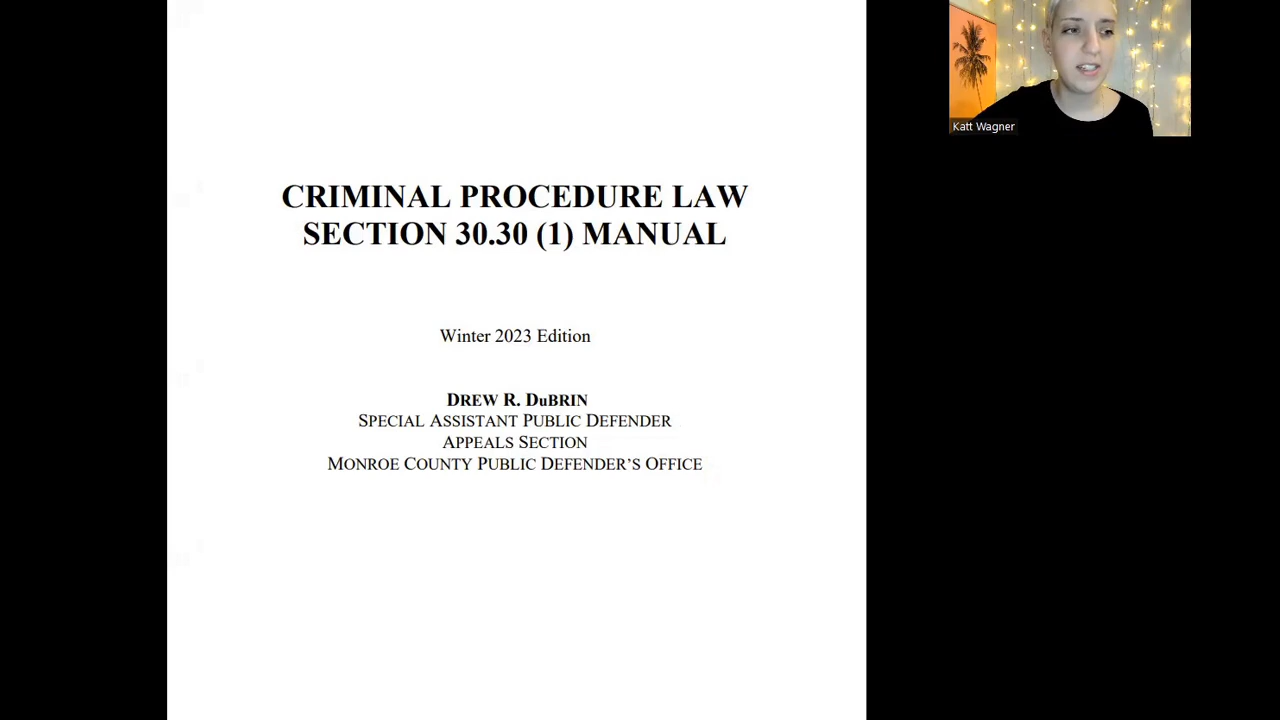 CRIMINAL PROCEDURE LAW
SECTION 30.30 (1) MANUAL
Winter 2023 Edition
DREW R. DuBRIN
SPECIAL ASSISTANT PUBLIC DEFENDER
APPEALS SECTION
MONROE COUNTY PUBLIC DEFENDER’S OFFICE
Katt Wagner